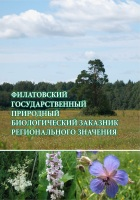 ФИЛАТОВСКИЙ
ГОСУДАРСТВЕННЫЙ
ПРИРОДНЫЙ
БИОЛОГИЧЕСКИЙ ЗАКАЗНИК
РЕГИОНАЛЬНОГО ЗНАЧЕНИЯ